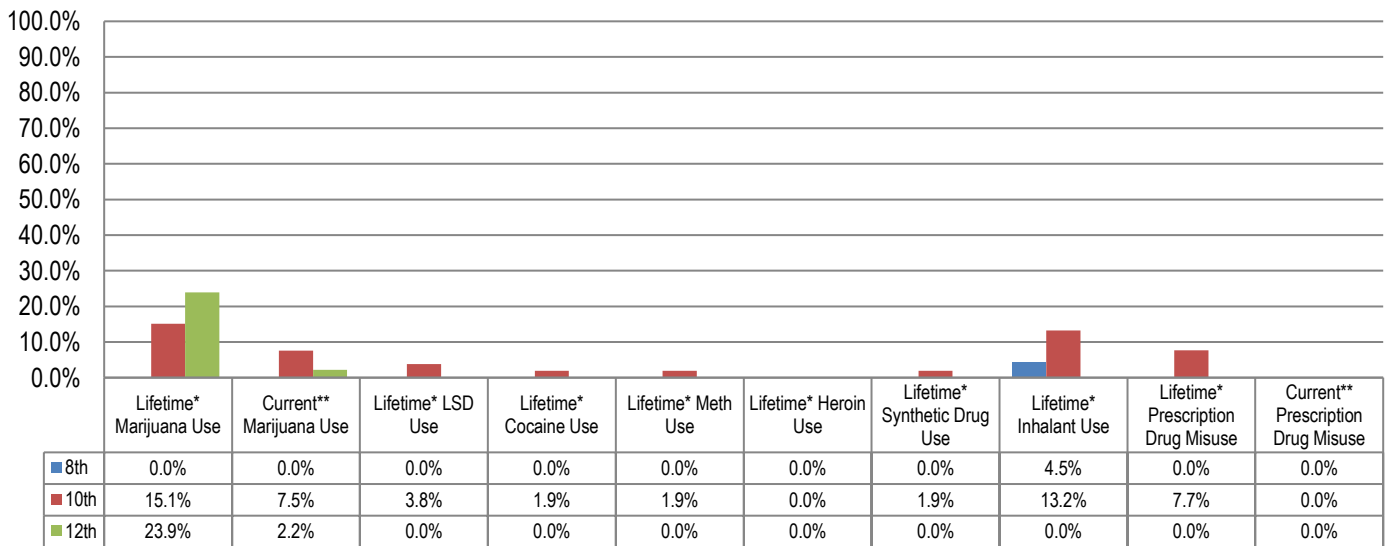 100.0%
90.0%
80.0%
70.0%
60.0%
50.0%
40.0%
30.0%
20.0%
10.0%
0.0%
Lifetime*
Marijuana Use
Current**
Marijuana Use
Lifetime* LSD
Use
Lifetime*
Cocaine Use
Lifetime* Meth
Use
Lifetime* Heroin
Use
Lifetime*
Synthetic Drug
Use
Lifetime*
Inhalant Use
Lifetime*
Prescription
Drug Misuse
Current**
Prescription
Drug Misuse
8th 0.0% 0.0% 0.0% 0.0% 0.0% 0.0% 0.0% 4.5% 0.0% 0.0%
10th 15.1% 7.5% 3.8% 1.9% 1.9% 0.0% 1.9% 13.2% 7.7% 0.0%
12th 23.9% 2.2% 0.0% 0.0% 0.0% 0.0% 0.0% 0.0% 0.0% 0.0%